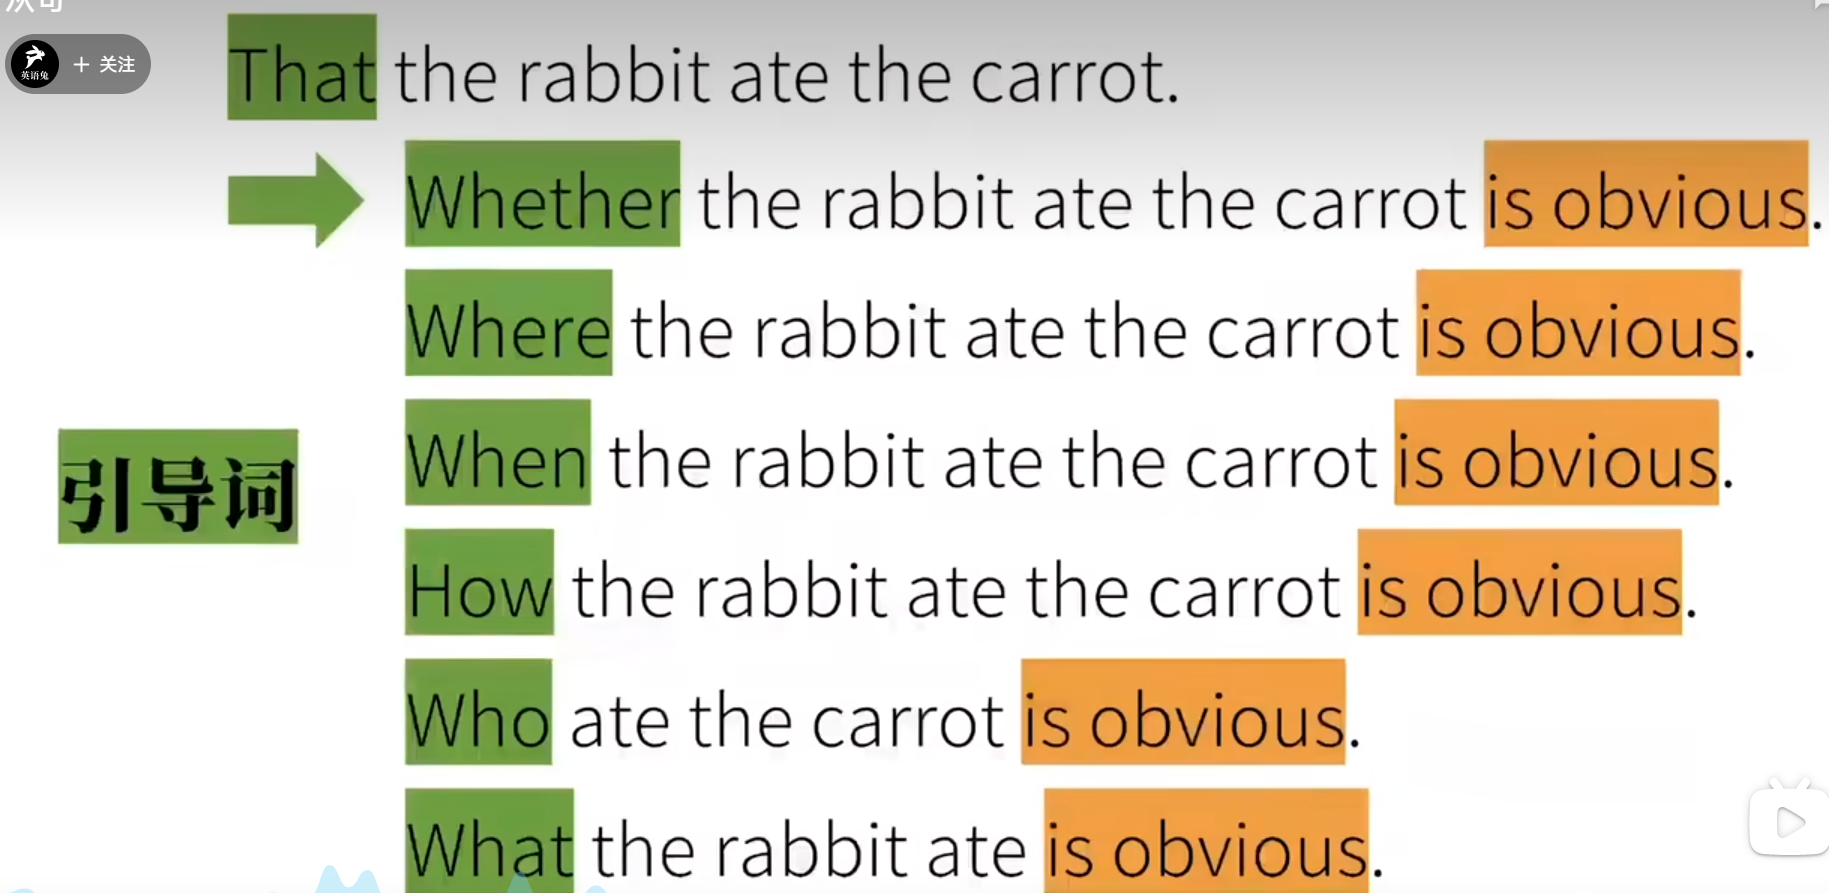 That the rabbit ate the carrot.
英语兔
+ 关注
Whether the rabbit ate the carrot is obvious.
Where the rabbit ate the carrot is obvious.
When the rabbit ate the carrot is obvious.
引导词
How the rabbit ate the carrot is obvious.
Who ate the carrot is obvious.
What the rabbit ate is obvious.